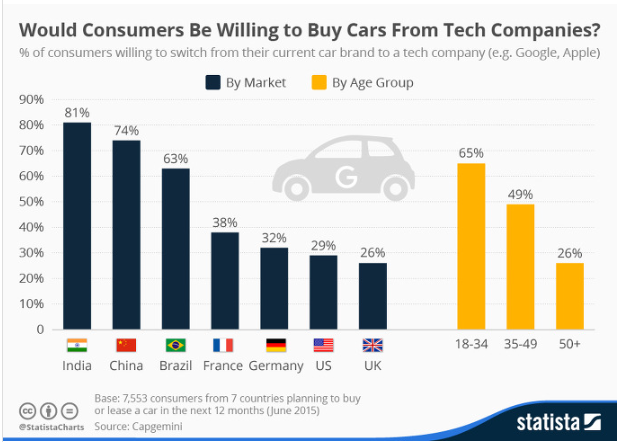 Would Consumers Be Willing to Buy Cars From Tech Companies?
% of consumers willing to switch from their current car brand to a tech company (e.g. Google, Apple)
By Market By Age Group
90%
80%
70%
60%
50%
40%
30%
20%
10%
0
81%
74%
63%
38%
32%
29%
26%
G
65%
49%
26%
India China Brazil France Germany US UK
18-34 35-49 50+
cc
@StatistaCharts
Base: 7,553 consumers from 7 countries planning to buy
or lease a car in the next 12 months (June 2015)
Source: Capgemini
statista